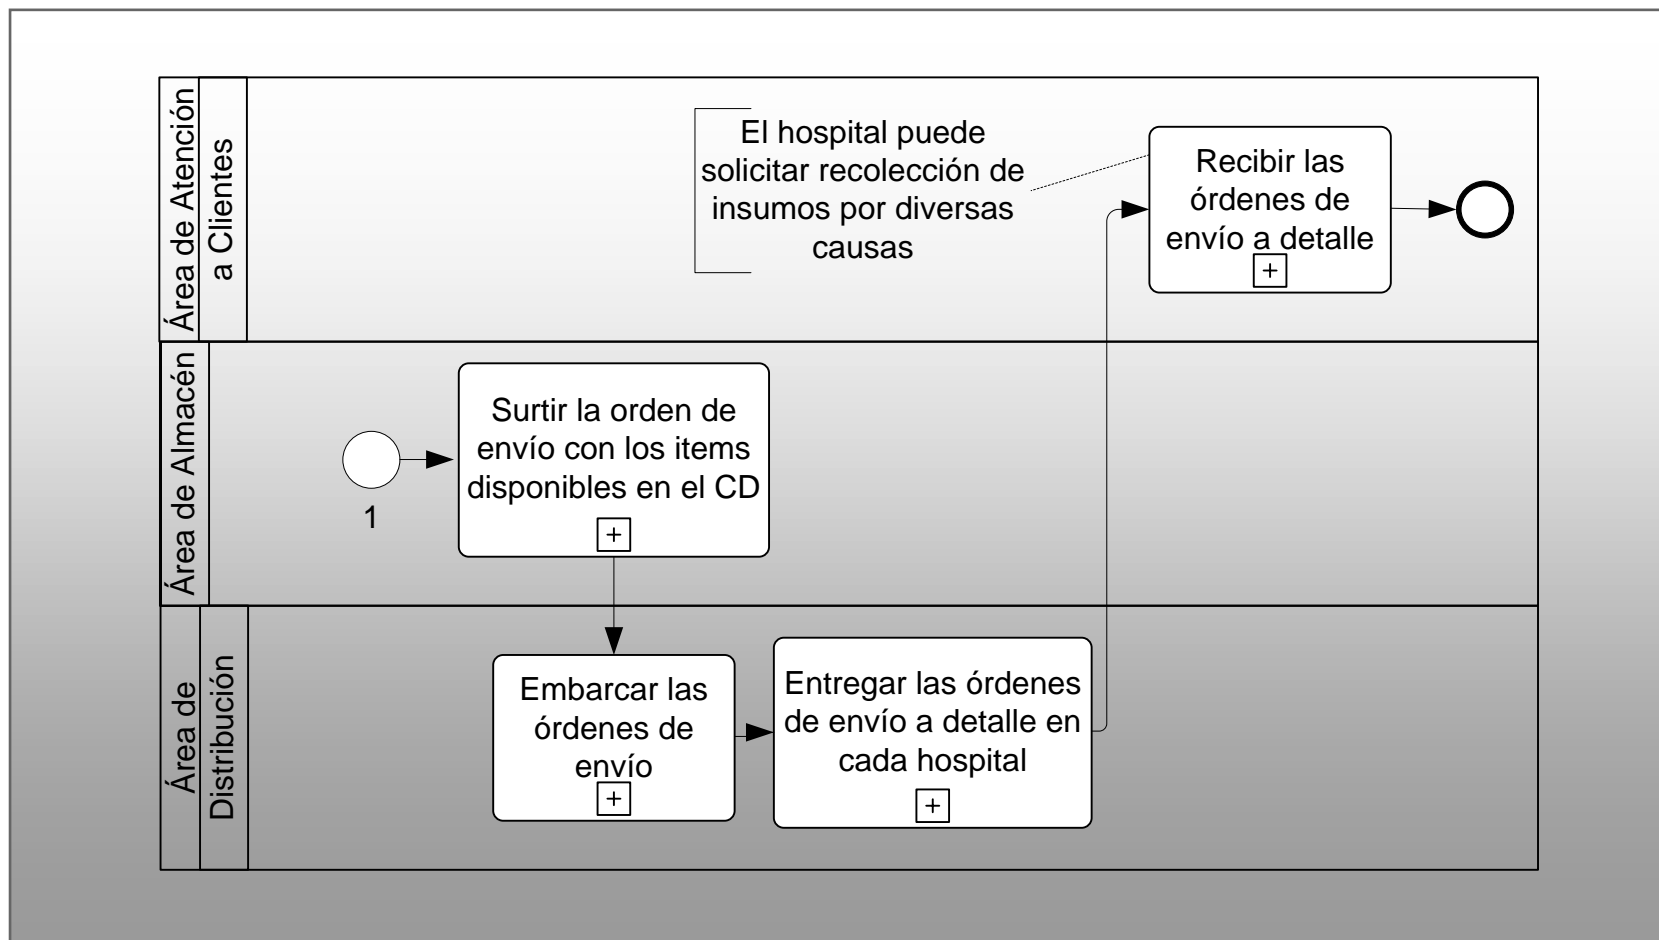 Área de Atención
a Clientes
El hospital puede
solicitar recolección de
insumos por diversas
causas
Recibir las
órdenes de
envío a detalle
+
Área de Almacén
1
Surtir la orden de
envío con los items
disponibles en el CD
+
Área de
Distribución
Embarcar las
órdenes de
envío
+
Entregar las órdenes
de envío a detalle en
cada hospital
+